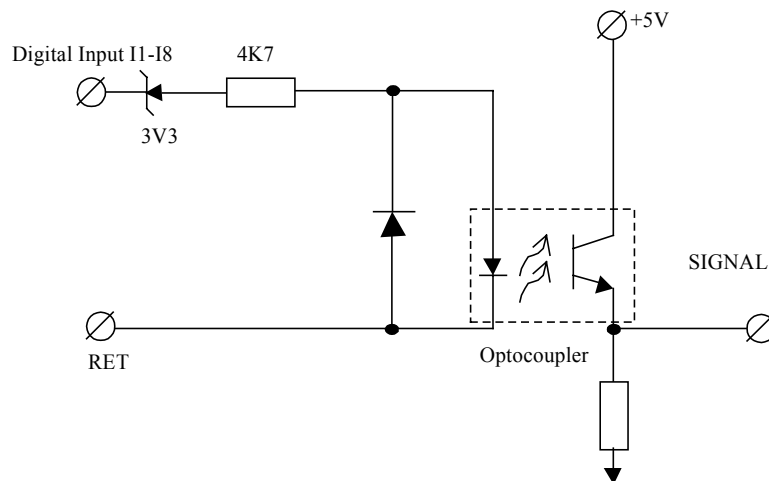 +5V
Digital Input I1-I8
4K7
3V3
SIGNAL
RET
Optocoupler